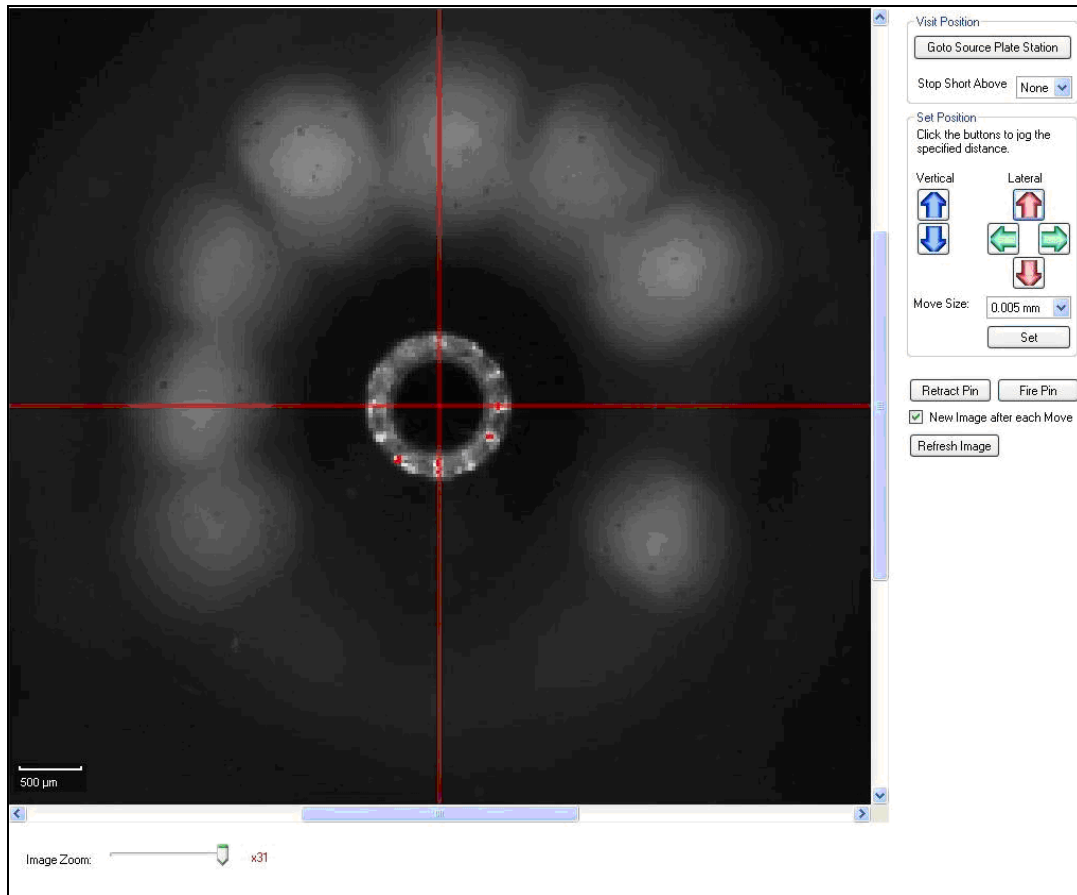 Visit Position
Goto Source Plate Station
Stop Short Above None
Set Position
Click the buttons to jog the
specified distance.
Vertical Lateral
Move Size: 0.005 mm
Set
Retract Pin Fire Pin
New Image after each Move
Refresh Image
500 µm
Image Zoom: x31